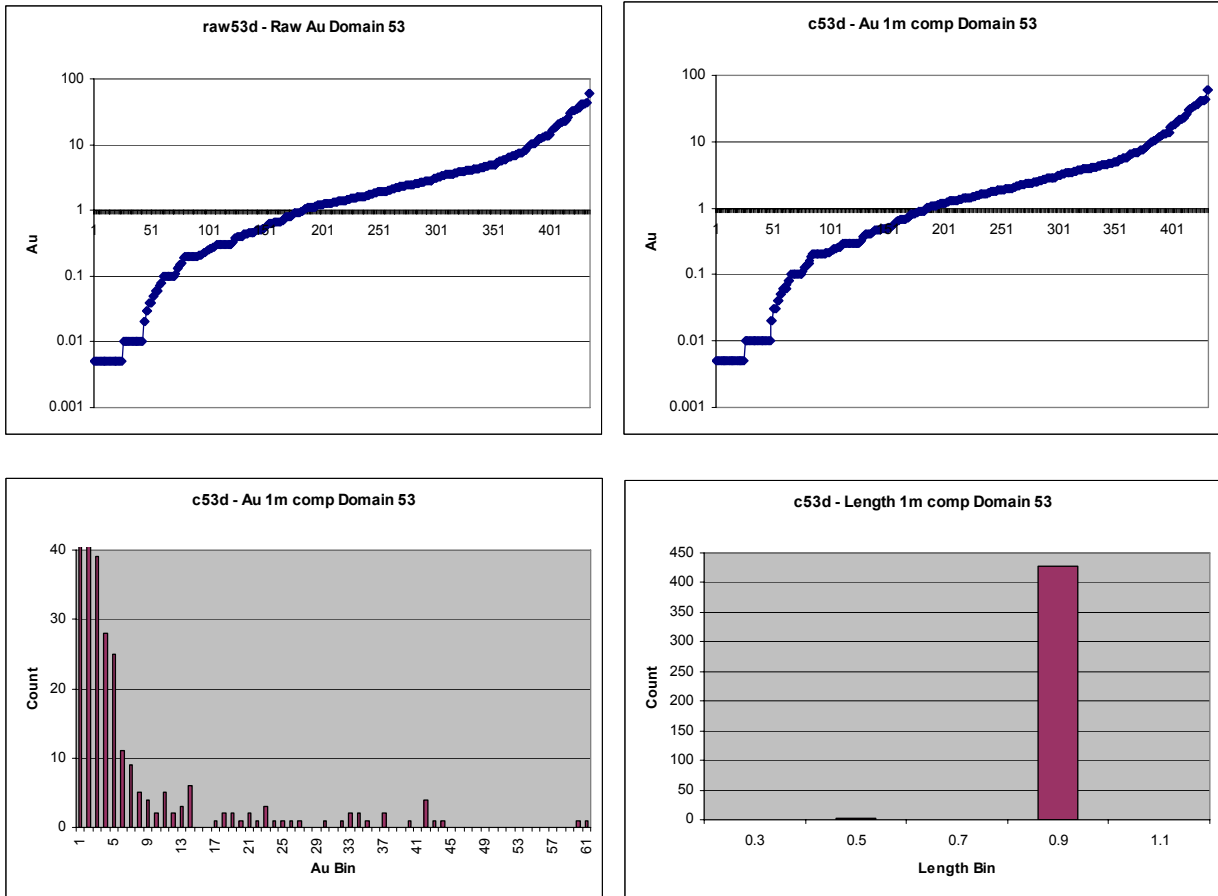 raw53d - Raw Au Domain 53
100
10
1
0.1
0.01
0.001
Au
1 51 101 151 201 251 301 351 401
c53d - Au 1m comp Domain 53
100
10
1
0.1
0.01
0.001
Au
1 51 101 151 201 251 301 351 401
c53d - Au 1m comp Domain 53
40
30
20
10
0
Count
1 5 9 13 17 21 25 29 33 37 41 45 49 53 57 61
Au Bin
c53d - Length 1m comp Domain 53
450
400
350
300
250
200
150
100
50
0
Count
0.3 0.5 0.7 0.9 1.1
Length Bin